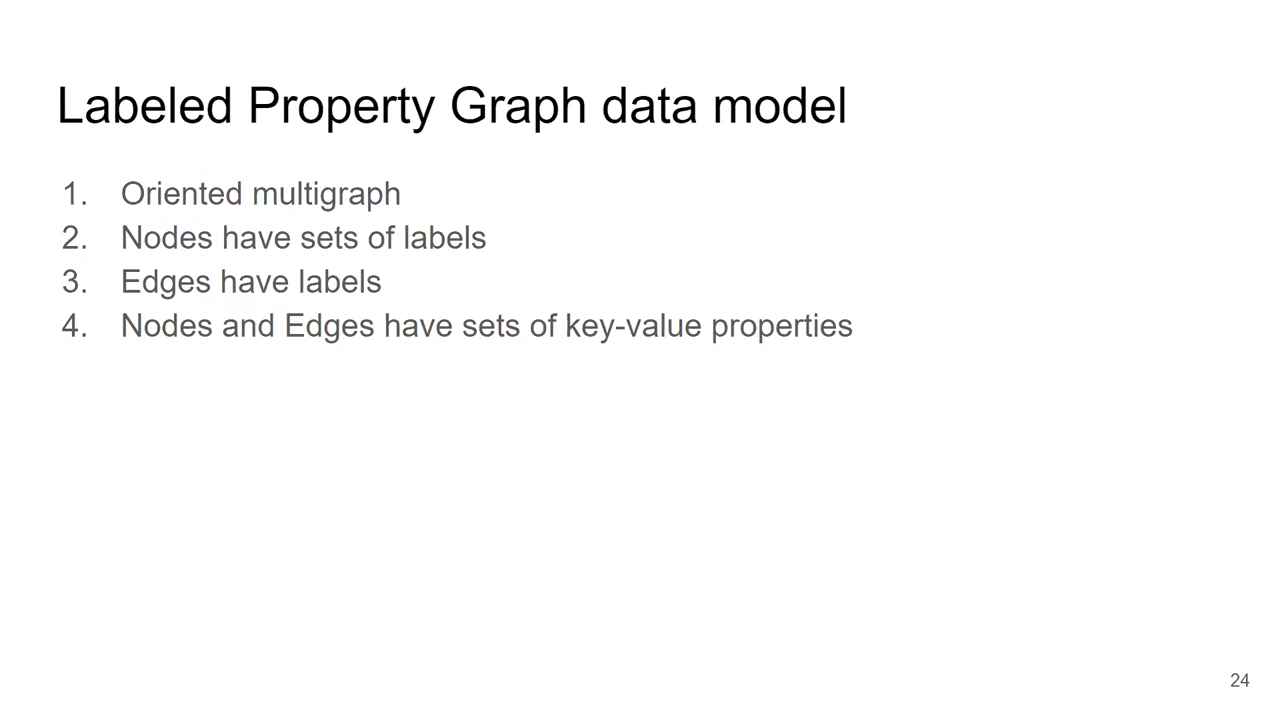 Labeled Property Graph data model
1. Oriented multigraph
2. Nodes have sets of labels
3. Edges have labels
4. Nodes and Edges have sets of key-value properties
24